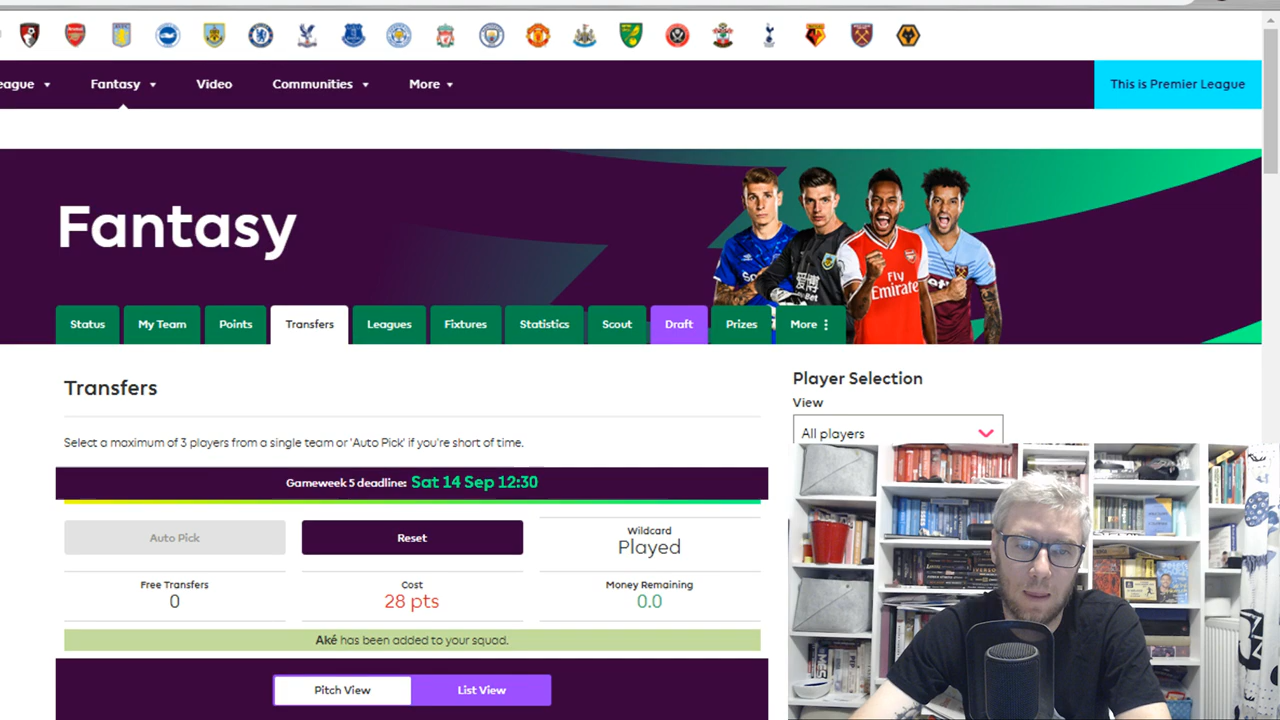 eague Fantasy Video Communities More This is Premier League
Fantasy
Fly
Emirate
Status My Team Points Transfers Leagues Fixtures Statistics Scout Draft Prizes More
Transfers
Player Selection
View
All players
Select a maximum of 3 players from a single team or 'Auto Pick' if you're short of time.
Gameweek 5 deadline: Sat 14 Sep 12:30
Auto Pick Reset Wildcard
Played
Free Transfers Cost Money Remaining
0 28 pts 0.0
Aké has been added to your squad.
Pitch View List View